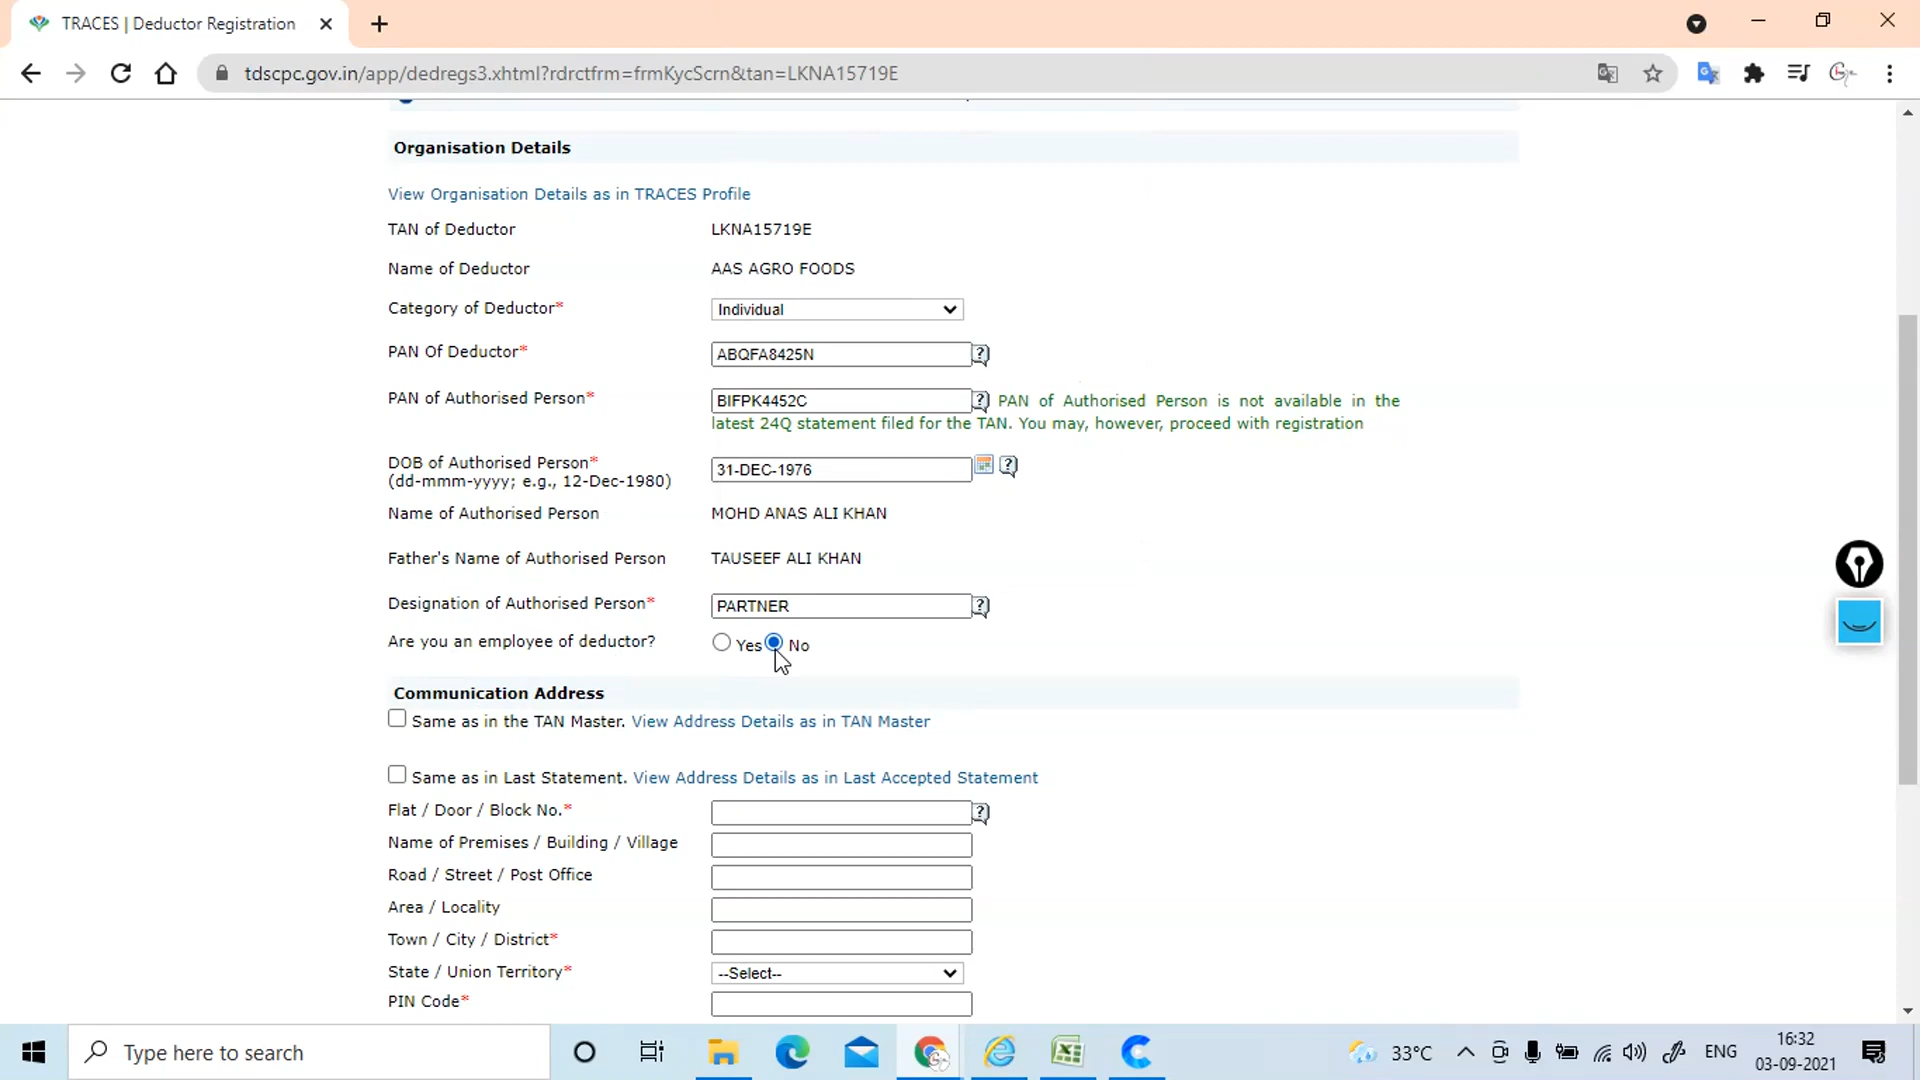 TRACES | Deductor Registration
tdscpc.gov.in/app/dedregs3.xhtml?rdrctfrm=frmKycScrn&tan=LKNA15719E
Organisation Details
View Organisation Details as in TRACES Profile
TAN of Deductor LKNA15719E
Name of Deductor AAS AGRO FOODS
Category of Deductor* Individual
PAN Of Deductor* ABQFA8425N ?
PAN of Authorised Person* BIFPK4452C ? PAN of Authorised Person is not available in the
latest 24Q statement filed for the TAN. You may, however, proceed with registration
DOB of Authorised Person* 31-DEC-1976 ?
(dd-mmm-yyyy; e.g., 12-Dec-1980)
Name of Authorised Person MOHD ANAS ALI KHAN
Father's Name of Authorised Person TAUSEEF ALI KHAN
Designation of Authorised Person* PARTNER ?
Are you an employee of deductor? Yes No
Communication Address
Same as in the TAN Master. View Address Details as in TAN Master
Same as in Last Statement. View Address Details as in Last Accepted Statement
Flat / Door / Block No.* ?
Name of Premises / Building / Village
Road / Street / Post Office
Area / Locality
Town / City / District*
State / Union Territory* --Select--
PIN Code*
Type here to search
33°C
ENG
16:32
03-09-2021